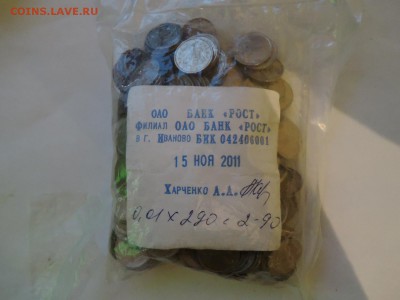 COINS.LAVE.RU
ОАО БАНК «РОСТ»
ФИЛИАЛ ОАО БАНК «РОСТ»
В Г. ИВАНОВО БИК 042406081
15 НОЯ 2011
ХАРЧЕНКО А.А.
0,01 х 290 = 2-90